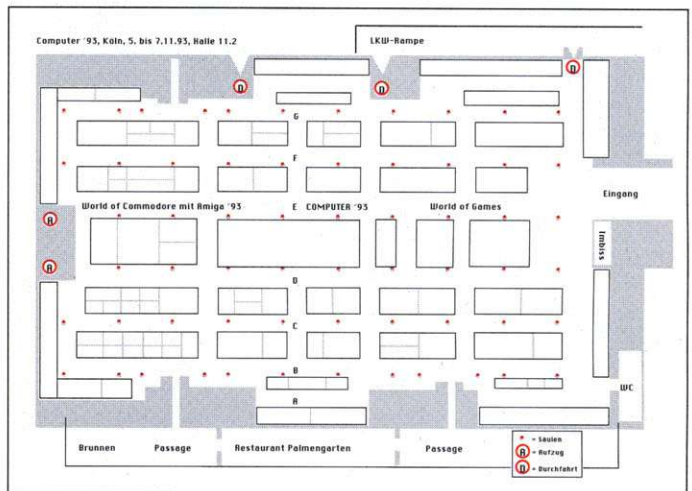 Computer '93, Köln, 5. bis 7.11.93, Halle 11.2
LKW-Rampe
D
D
D
G
F
Eingang
World of Commodore mit Amiga '93
E COMPUTER '93
World of Games
A
Imbiss
A
D
C
B
WC
A
Brunnen
Passage
Restaurant Palmengarten
Passage
* = Säulen
A = Aufzug
D = Durchfahrt